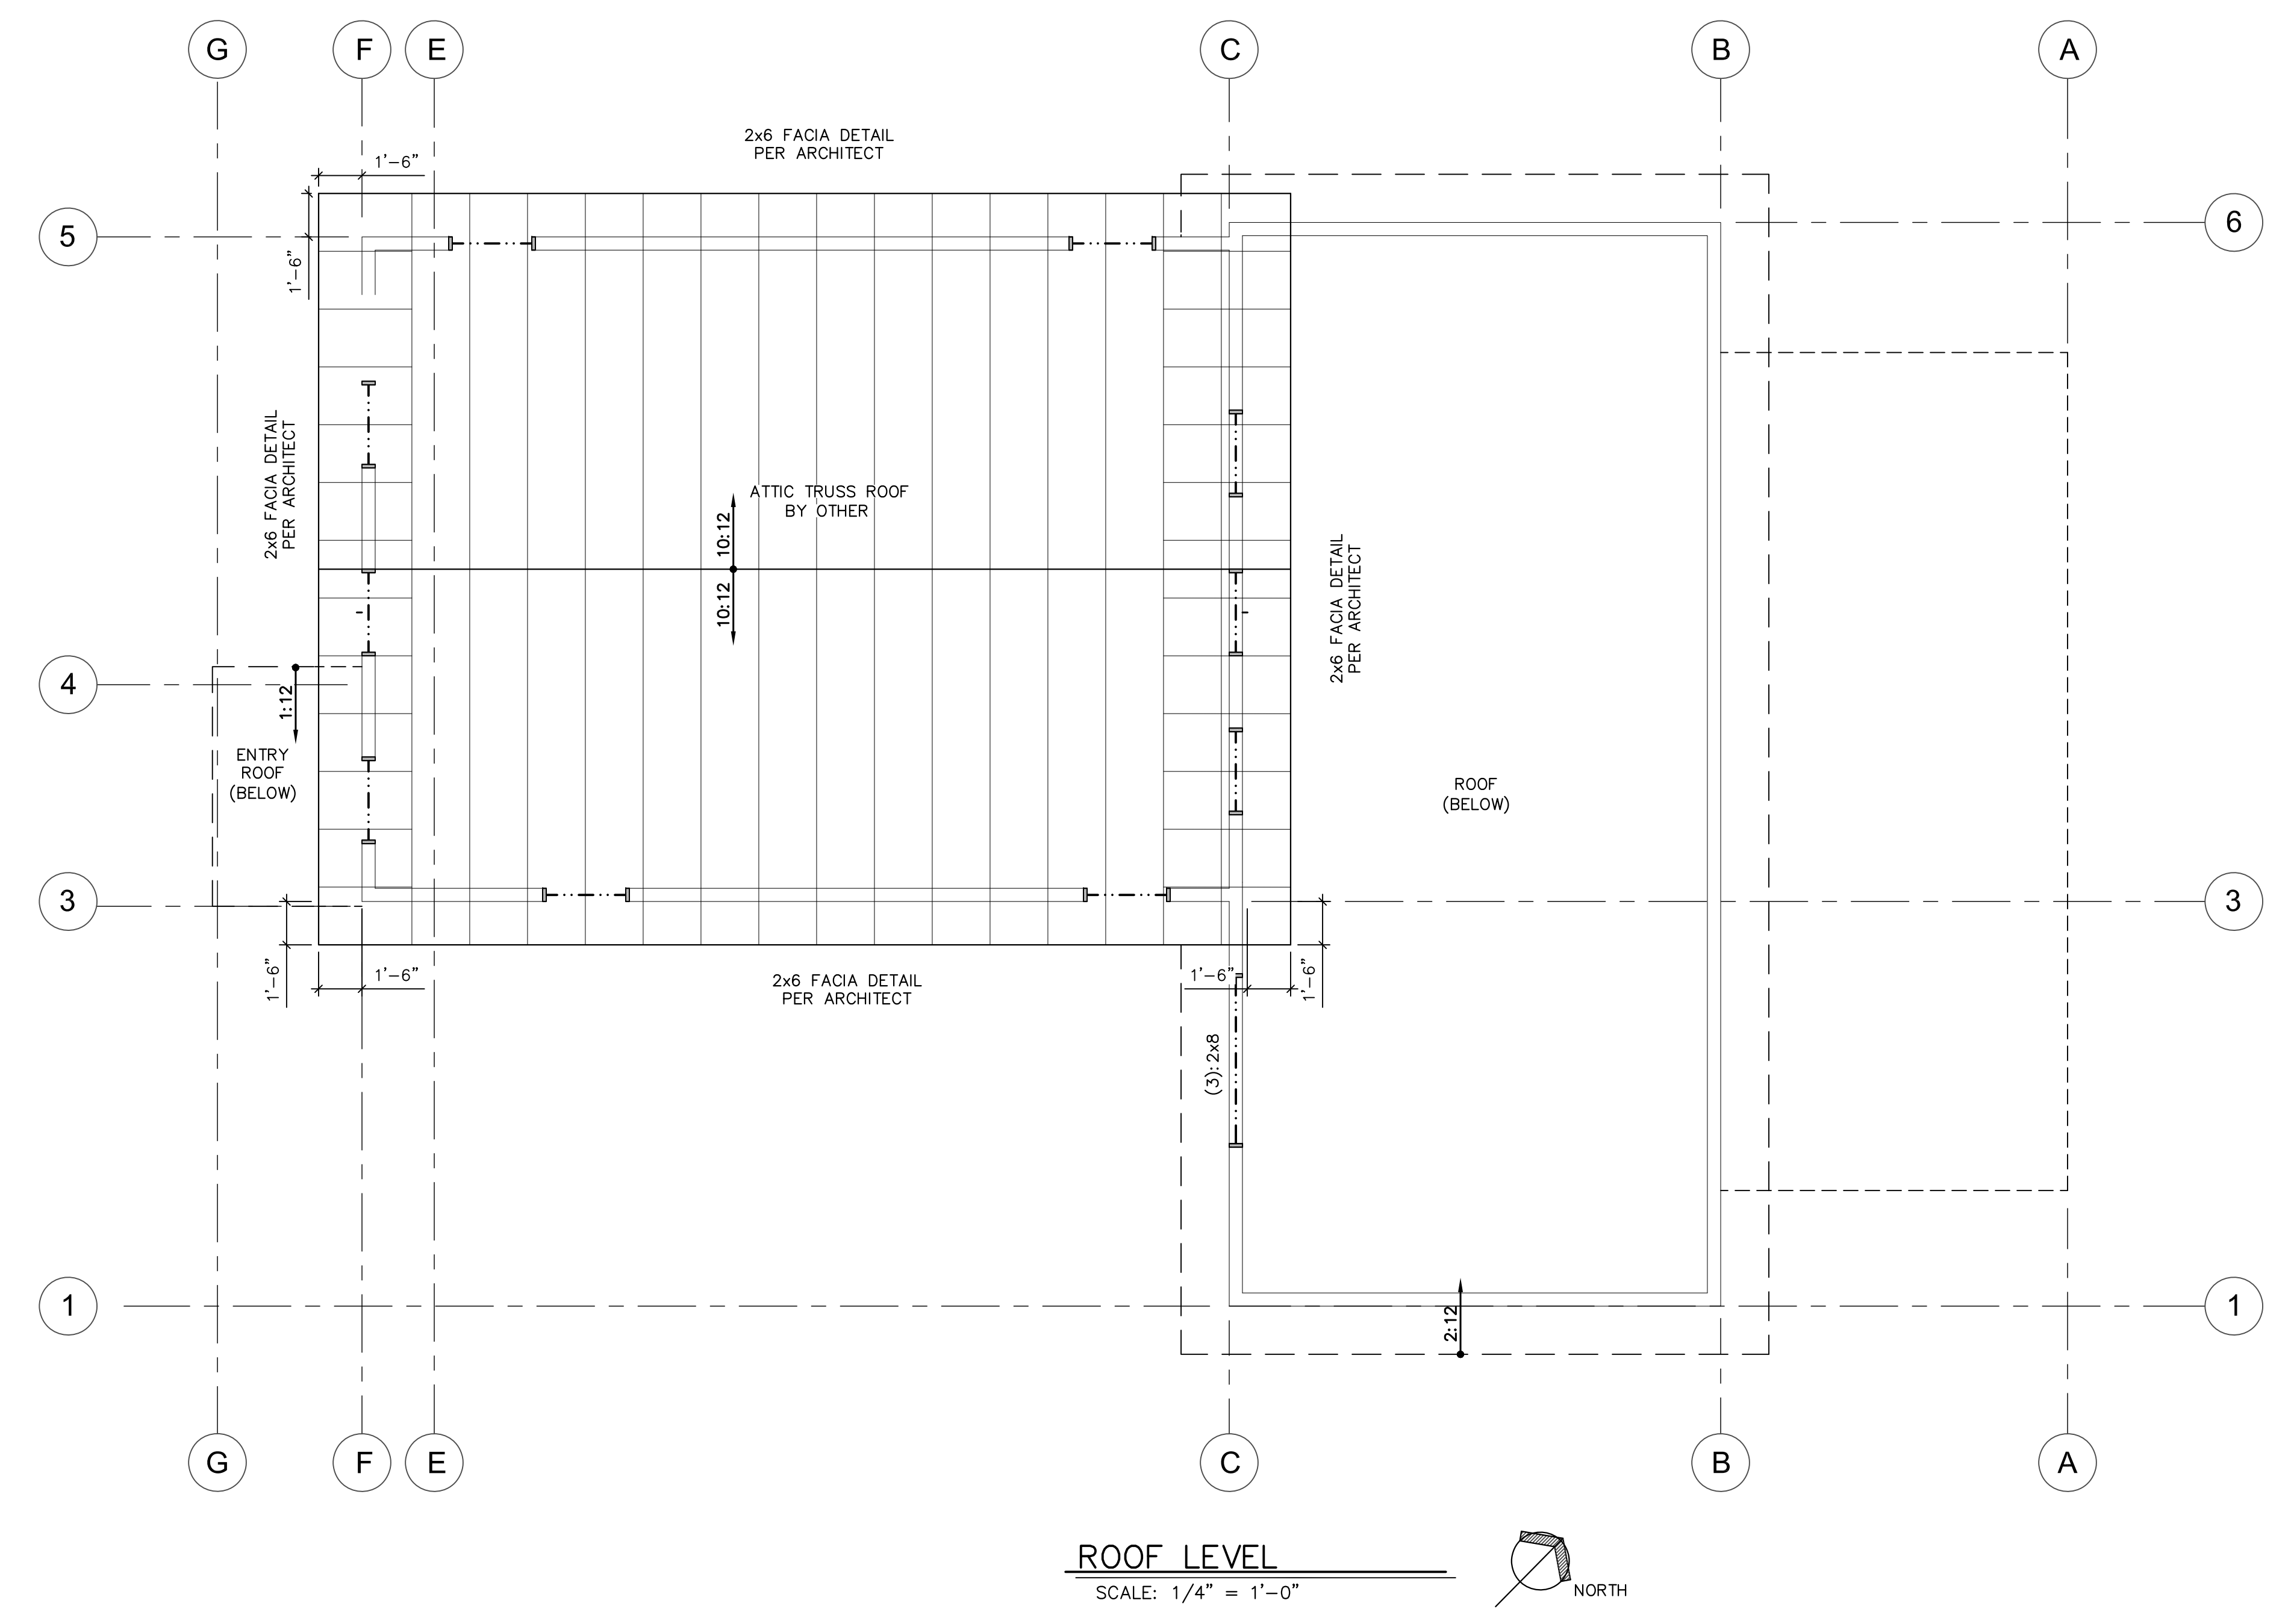 G
F
E
C
B
A
2x6 FACIA DETAIL
PER ARCHITECT
1'-6"
5
6
1'-6"
2x6 FACIA DETAIL
PER ARCHITECT
ATTIC TRUSS ROOF
BY OTHER
10:12
10:12
2x6 FACIA DETAIL
PER ARCHITECT
4
1:12
ENTRY
ROOF
(BELOW)
ROOF
(BELOW)
3
3
1'-6"
1'-6"
2x6 FACIA DETAIL
PER ARCHITECT
1'-6"
1'-6"
(3):2x8
1
2:12
1
G
F
E
C
B
A
ROOF LEVEL
SCALE: 1/4" = 1'-0"
NORTH